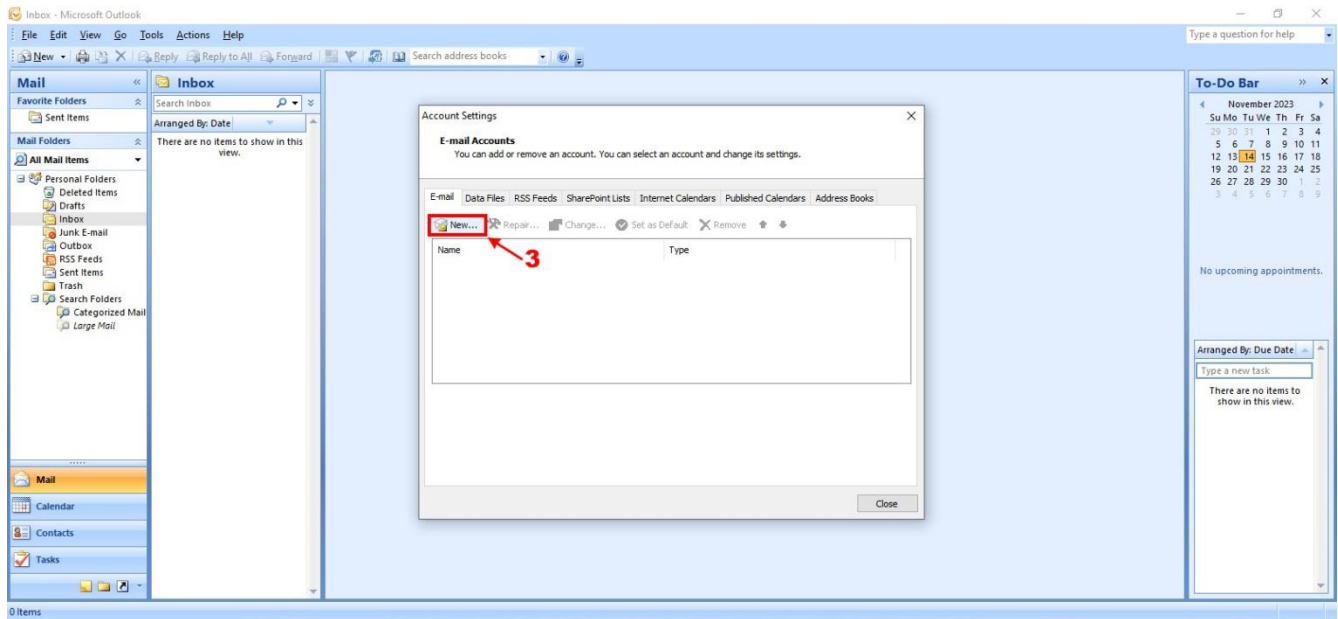 Inbox - Microsoft Outlook
File Edit View Go Tools Actions Help
Type a question for help
New Reply Reply to All Forward Search address books
Mail «
Favorite Folders
Sent Items
Mail Folders
All Mail Items
Personal Folders
Deleted Items
Drafts
Inbox
Junk E-mail
Outbox
RSS Feeds
Sent Items
Trash
Search Folders
Categorized Mail
Large Mail
Mail
Calendar
Contacts
Tasks
0 Items
Inbox
Search Inbox
Arranged By: Date
There are no items to show in this
view.
Account Settings
E-mail Accounts
You can add or remove an account. You can select an account and change its settings.
E-mail Data Files RSS Feeds SharePoint Lists Internet Calendars Published Calendars Address Books
New... Repair... Change... Set as Default Remove
Name Type
3
Close
To-Do Bar »
November 2023
Su Mo Tu We Th Fr Sa
29 30 31 1 2 3 4
5 6 7 8 9 10 11
12 13 14 15 16 17 18
19 20 21 22 23 24 25
26 27 28 29 30 1 2
3 4 5 6 7 8 9
No upcoming appointments.
Arranged By: Due Date
Type a new task
There are no items to
show in this view.